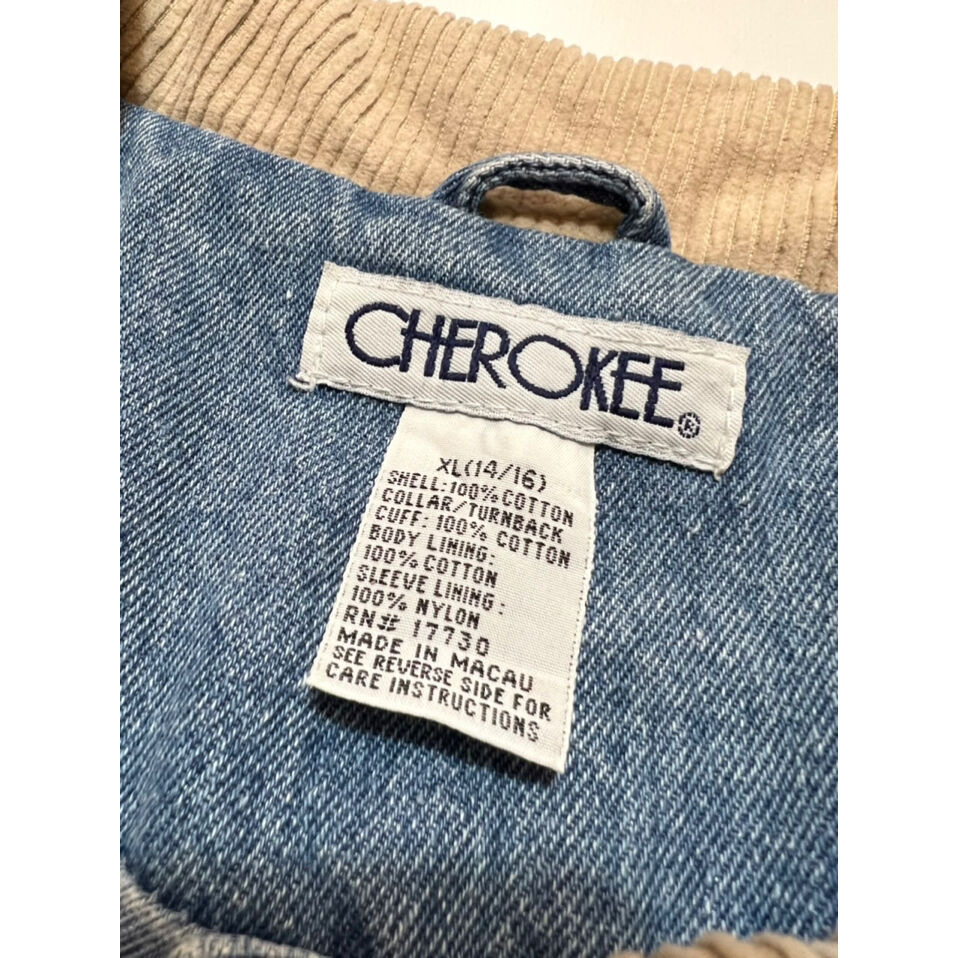 CHEROKEE®
XL(14/16)
SHELL:100% COTTON
COLLAR/TURNBACK
CUFF: 100% COTTON
BODY LINING:
100% COTTON
SLEEVE LINING:
100% NYLON
RN# 17730
MADE IN MACAU
SEE REVERSE SIDE FOR
CARE INSTRUCTIONS